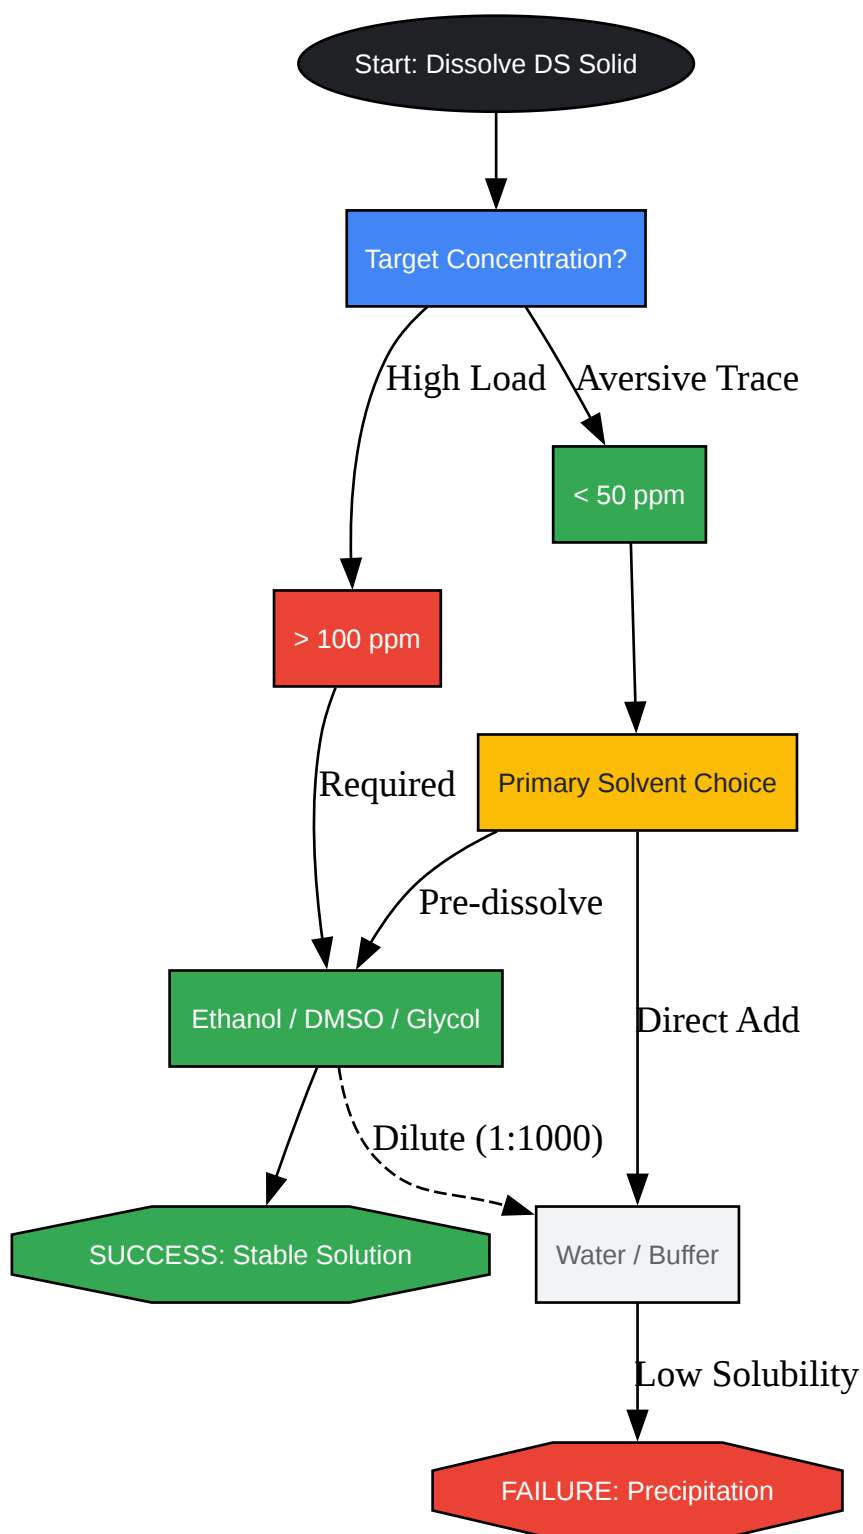 Start: Dissolve DS Solid
Target Concentration?
High Load
Aversive Trace
< 50 ppm
> 100 ppm
Required
Primary Solvent Choice
Pre-dissolve
Ethanol / DMSO / Glycol
Direct Add
Dilute (1:1000)
SUCCESS: Stable Solution
Water / Buffer
Low Solubility
FAILURE: Precipitation